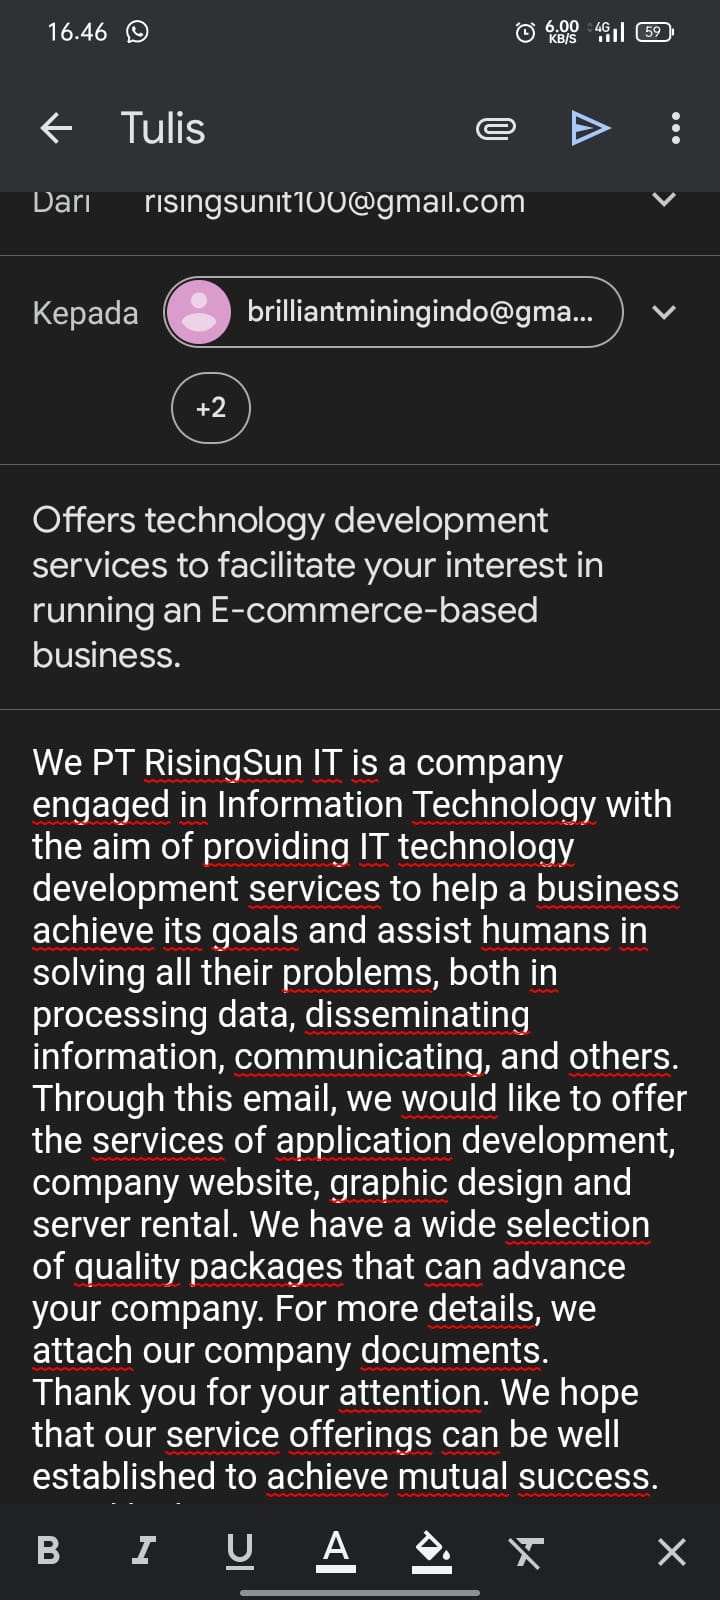 16.46
6.00
KB/S
4G
59
Tulis
Dari risingsunit100@gmail.com
Kepada brilliantminingindo@gma...
+2
Offers technology development
services to facilitate your interest in
running an E-commerce-based
business.
We PT RisingSun IT is a company
engaged in Information Technology with
the aim of providing IT technology
development services to help a business
achieve its goals and assist humans in
solving all their problems, both in
processing data, disseminating
information, communicating, and others.
Through this email, we would like to offer
the services of application development,
company website, graphic design and
server rental. We have a wide selection
of quality packages that can advance
your company. For more details, we
attach our company documents.
Thank you for your attention. We hope
that our service offerings can be well
established to achieve mutual success.
B I U A